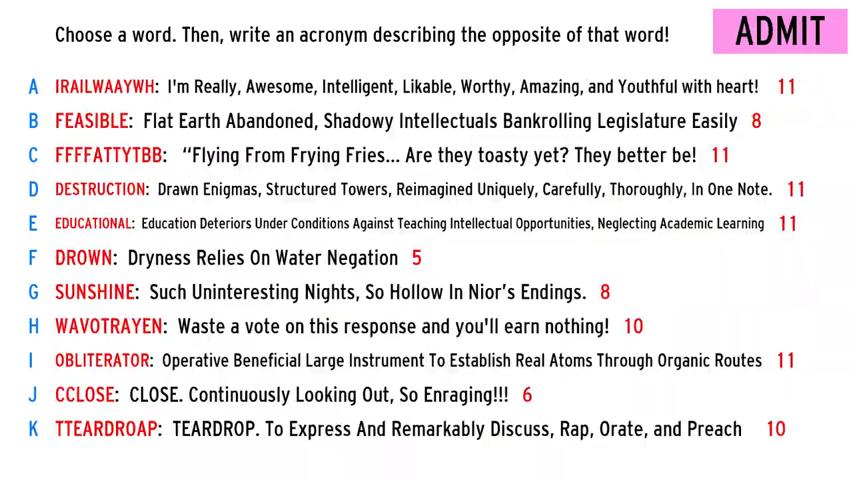 Choose a word. Then, write an acronym describing the opposite of that word!
ADMIT
A IRAILWAAYWH: I'm Really, Awesome, Intelligent, Likable, Worthy, Amazing, and Youthful with heart! 11
B FEASIBLE: Flat Earth Abandoned, Shadowy Intellectuals Bankrolling Legislature Easily 8
C FFFFATTYTBB: “Flying From Frying Fries... Are they toasty yet? They better be! 11
D DESTRUCTION: Drawn Enigmas, Structured Towers, Reimagined Uniquely, Carefully, Thoroughly, In One Note. 11
E EDUCATIONAL: Education Deteriors Under Conditions Against Teaching Intellectual Opportunities, Neglecting Academic Learning 11
F DROWN: Dryness Relies On Water Negation 5
G SUNSHINE: Such Uninteresting Nights, So Hollow In Nior’s Endings. 8
H WAVOTRAYEN: Waste a vote on this response and you'll earn nothing! 10
I OBLITERATOR: Operative Beneficial Large Instrument To Establish Real Atoms Through Organic Routes 11
J CCLOSE: CLOSE. Continuously Looking Out, So Enraging!!! 6
K TTEARDROAP: TEARDROP. To Express And Remarkably Discuss, Rap, Orate, and Preach 10